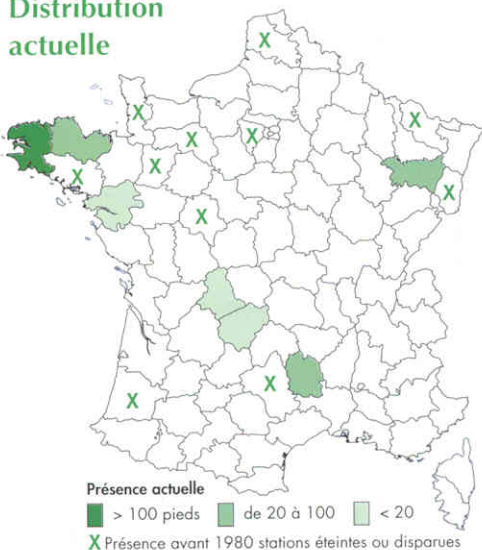 Distribution
actuelle
X
X
X
X
X
X
X
X
X
X
X
Présence actuelle
> 100 pieds de 20 à 100 < 20
X Présence avant 1980 stations éteintes ou disparues